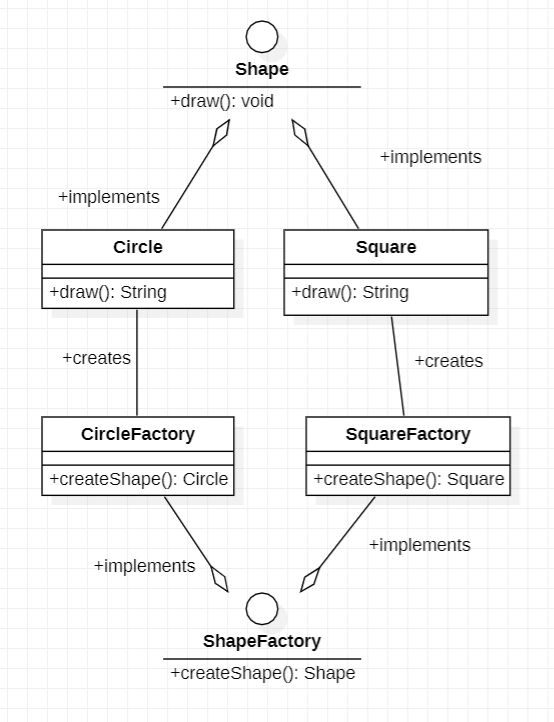 Shape
+draw(): void
+implements
+implements
Circle
+draw(): String
Square
+draw(): String
+creates
+creates
CircleFactory
+createShape(): Circle
SquareFactory
+createShape(): Square
+implements
+implements
ShapeFactory
+createShape(): Shape